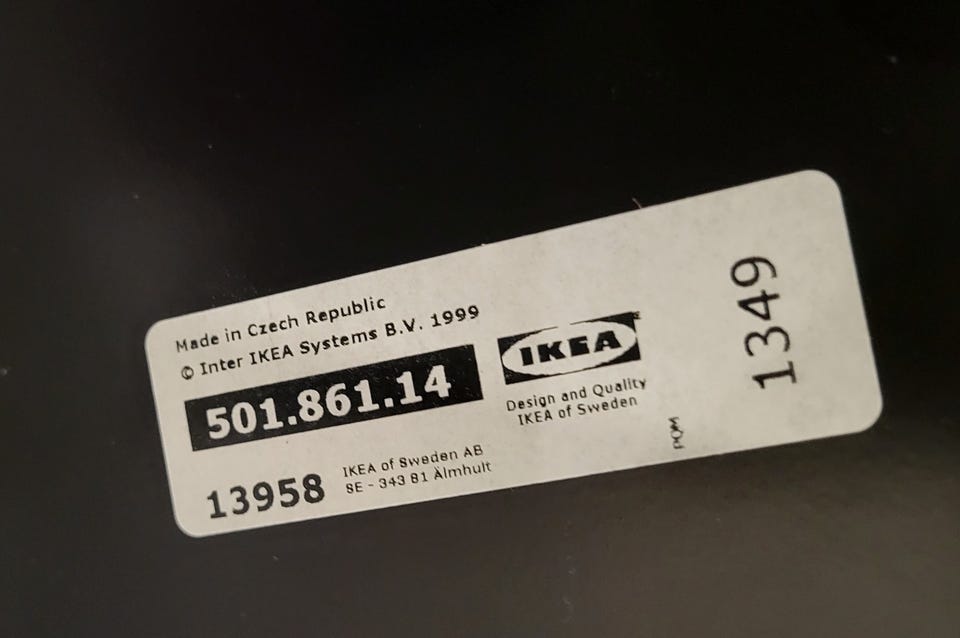 Made in Czech Republic
© Inter IKEA Systems B.V. 1999
501.861.14
13958
IKEA of Sweden AB
SE - 343 81 Älmhult
IKEA®
Design and Quality
IKEA of Sweden
PQM
1349